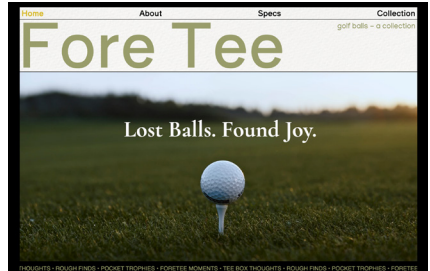 Home About Specs Collection
Fore Tee
golf balls – a collection
Lost Balls. Found Joy.
THOUGHTS • ROUGH FINDS • POCKET TROPHIES • FORETEE MOMENTS • TEE BOX THOUGHTS • ROUGH FINDS • POCKET TROPHIES • FORETEE